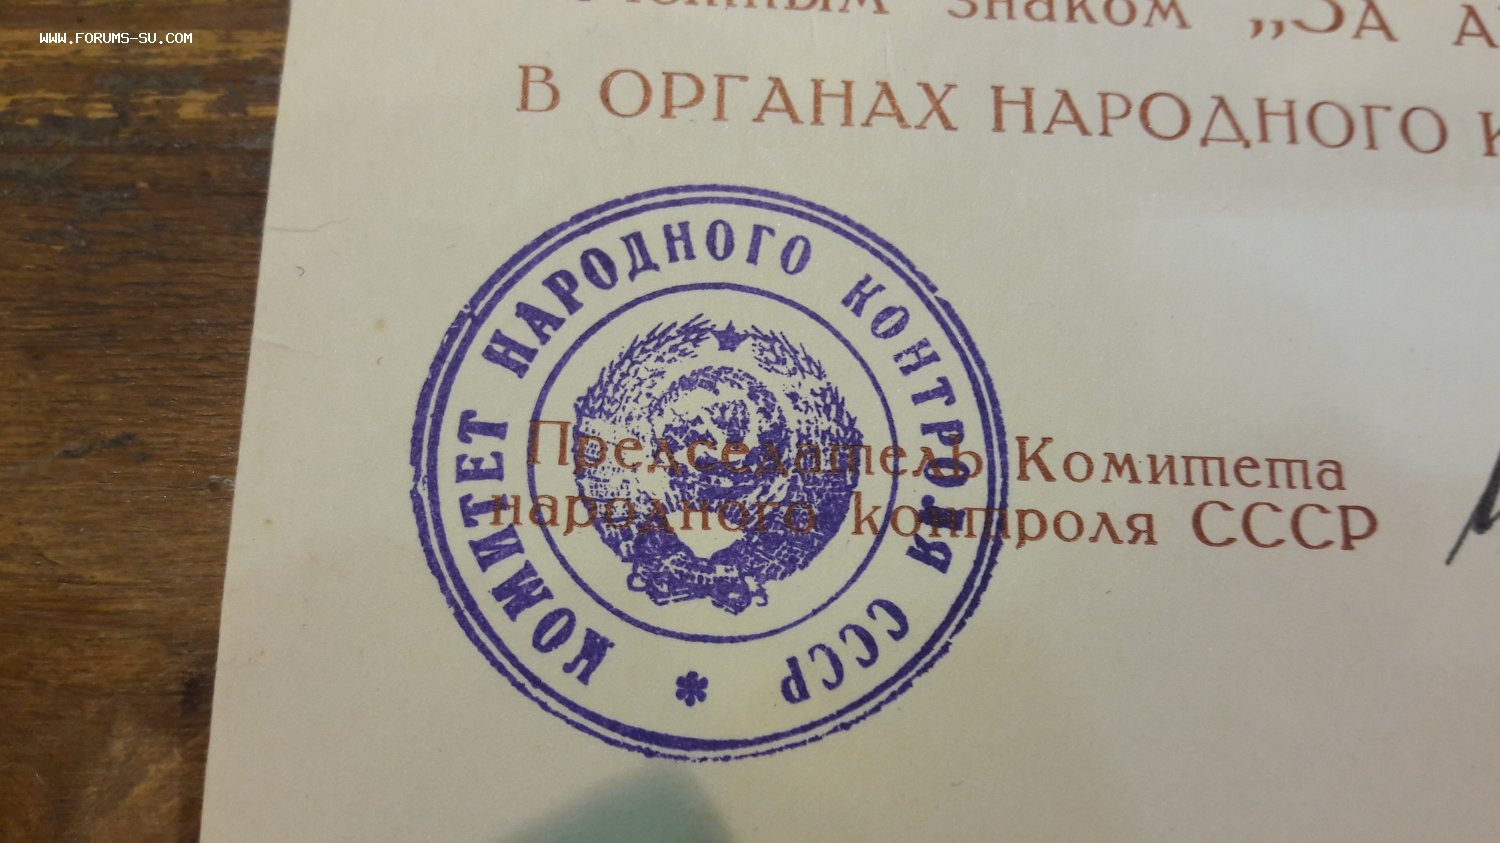 WWW.FORUMS-SU.COM
знаком „За
В ОРГАНАХ НАРОДНОГО
КОМИТЕТ НАРОДНОГО КОНТРОЛЯ СССР *
Председатель Комитета
народного контроля СССР